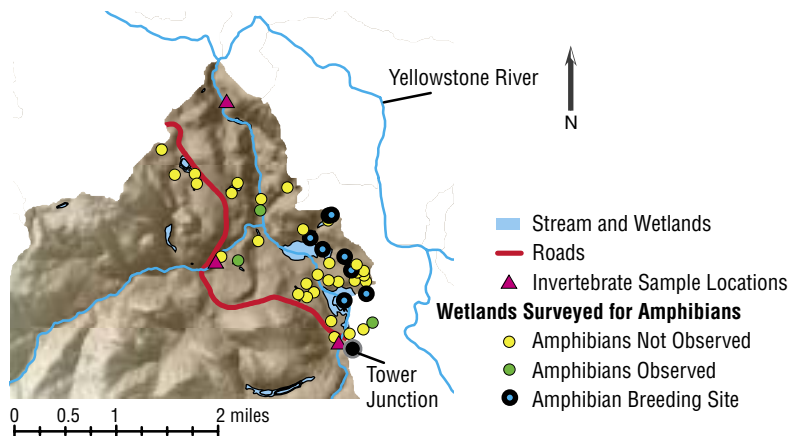 Yellowstone River
N
Stream and Wetlands
Roads
Invertebrate Sample Locations
Wetlands Surveyed for Amphibians
Amphibians Not Observed
Amphibians Observed
Amphibian Breeding Site
Tower
Junction
0 0.5 1 2 miles